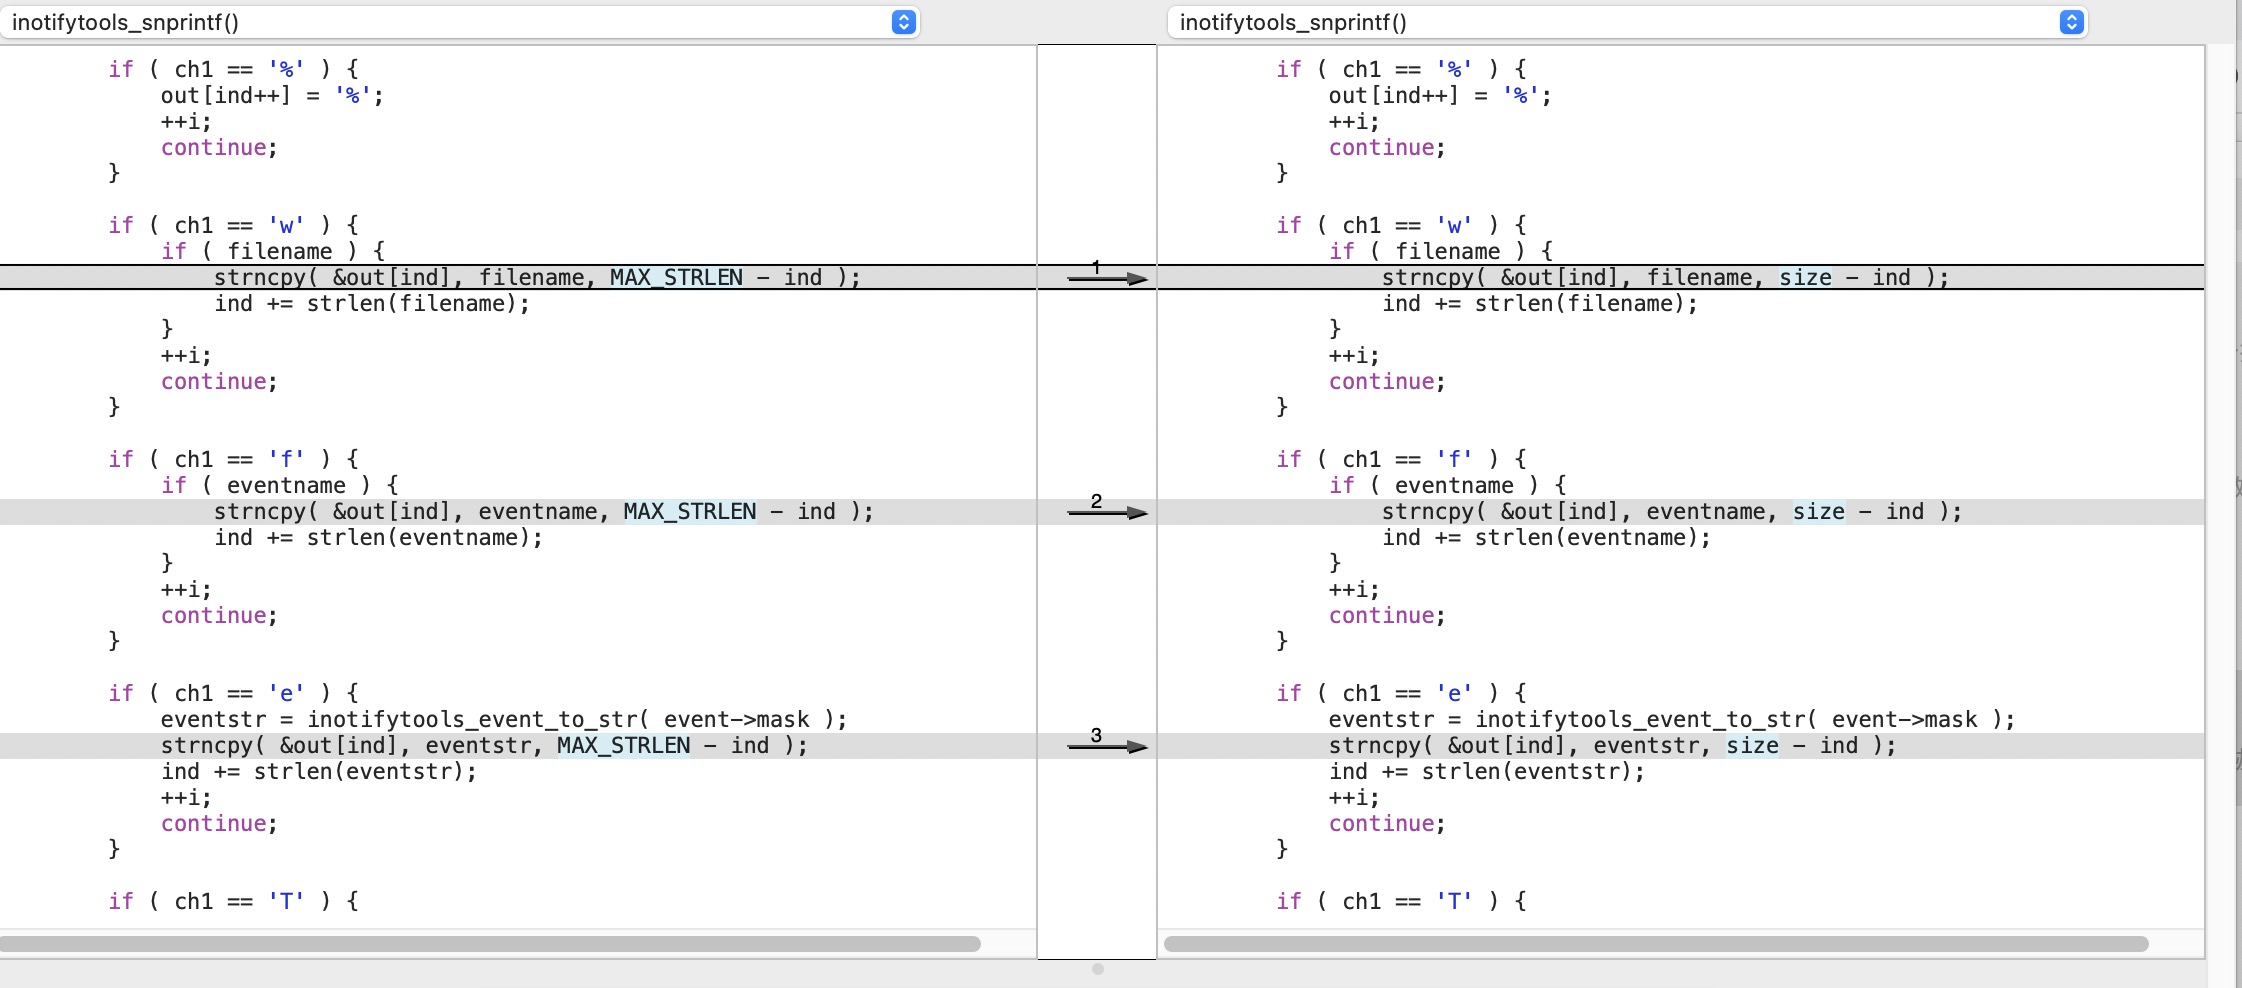 inotifytools_snprintf()
if ( ch1 == '%' ) {
out[ind++] = '%';
++i;
continue;
}
if ( ch1 == 'w' ) {
if ( filename ) {
strncpy( &out[ind], filename, MAX_STRLEN - ind );
ind += strlen(filename);
}
++i;
continue;
}
if ( ch1 == 'f' ) {
if ( eventname ) {
strncpy( &out[ind], eventname, MAX_STRLEN - ind );
ind += strlen(eventname);
}
++i;
continue;
}
if ( ch1 == 'e' ) {
eventstr = inotifytools_event_to_str( event->mask );
strncpy( &out[ind], eventstr, MAX_STRLEN - ind );
ind += strlen(eventstr);
++i;
continue;
}
if ( ch1 == 'T' ) {
1
2
3
inotifytools_snprintf()
if ( ch1 == '%' ) {
out[ind++] = '%';
++i;
continue;
}
if ( ch1 == 'w' ) {
if ( filename ) {
strncpy( &out[ind], filename, size - ind );
ind += strlen(filename);
}
++i;
continue;
}
if ( ch1 == 'f' ) {
if ( eventname ) {
strncpy( &out[ind], eventname, size - ind );
ind += strlen(eventname);
}
++i;
continue;
}
if ( ch1 == 'e' ) {
eventstr = inotifytools_event_to_str( event->mask );
strncpy( &out[ind], eventstr, size - ind );
ind += strlen(eventstr);
++i;
continue;
}
if ( ch1 == 'T' ) {